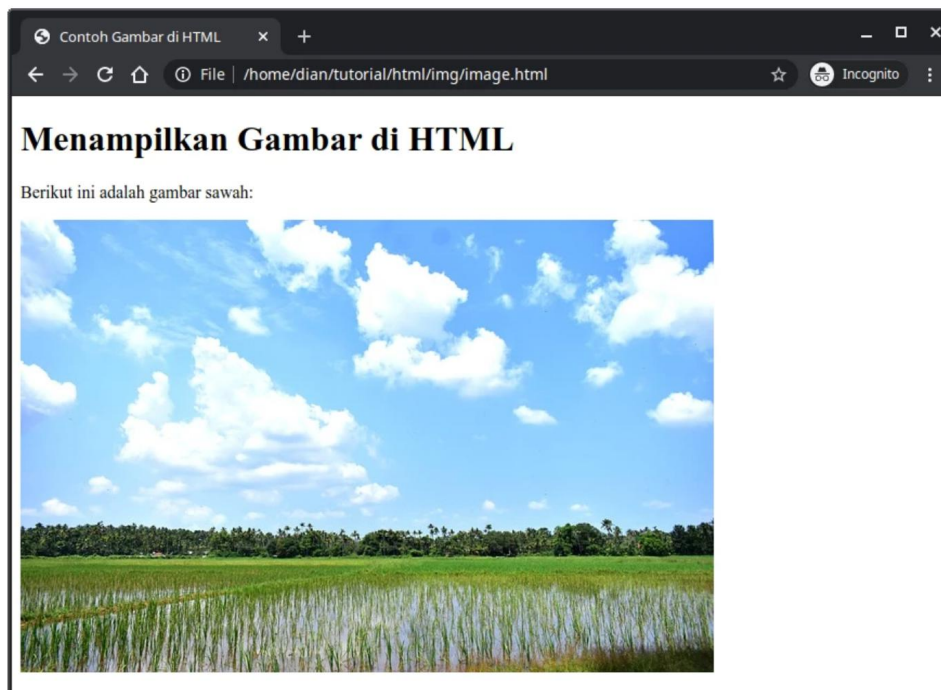 Contoh Gambar di HTML
File /home/dian/tutorial/html/img/image.html Incognito
Menampilkan Gambar di HTML
Berikut ini adalah gambar sawah: